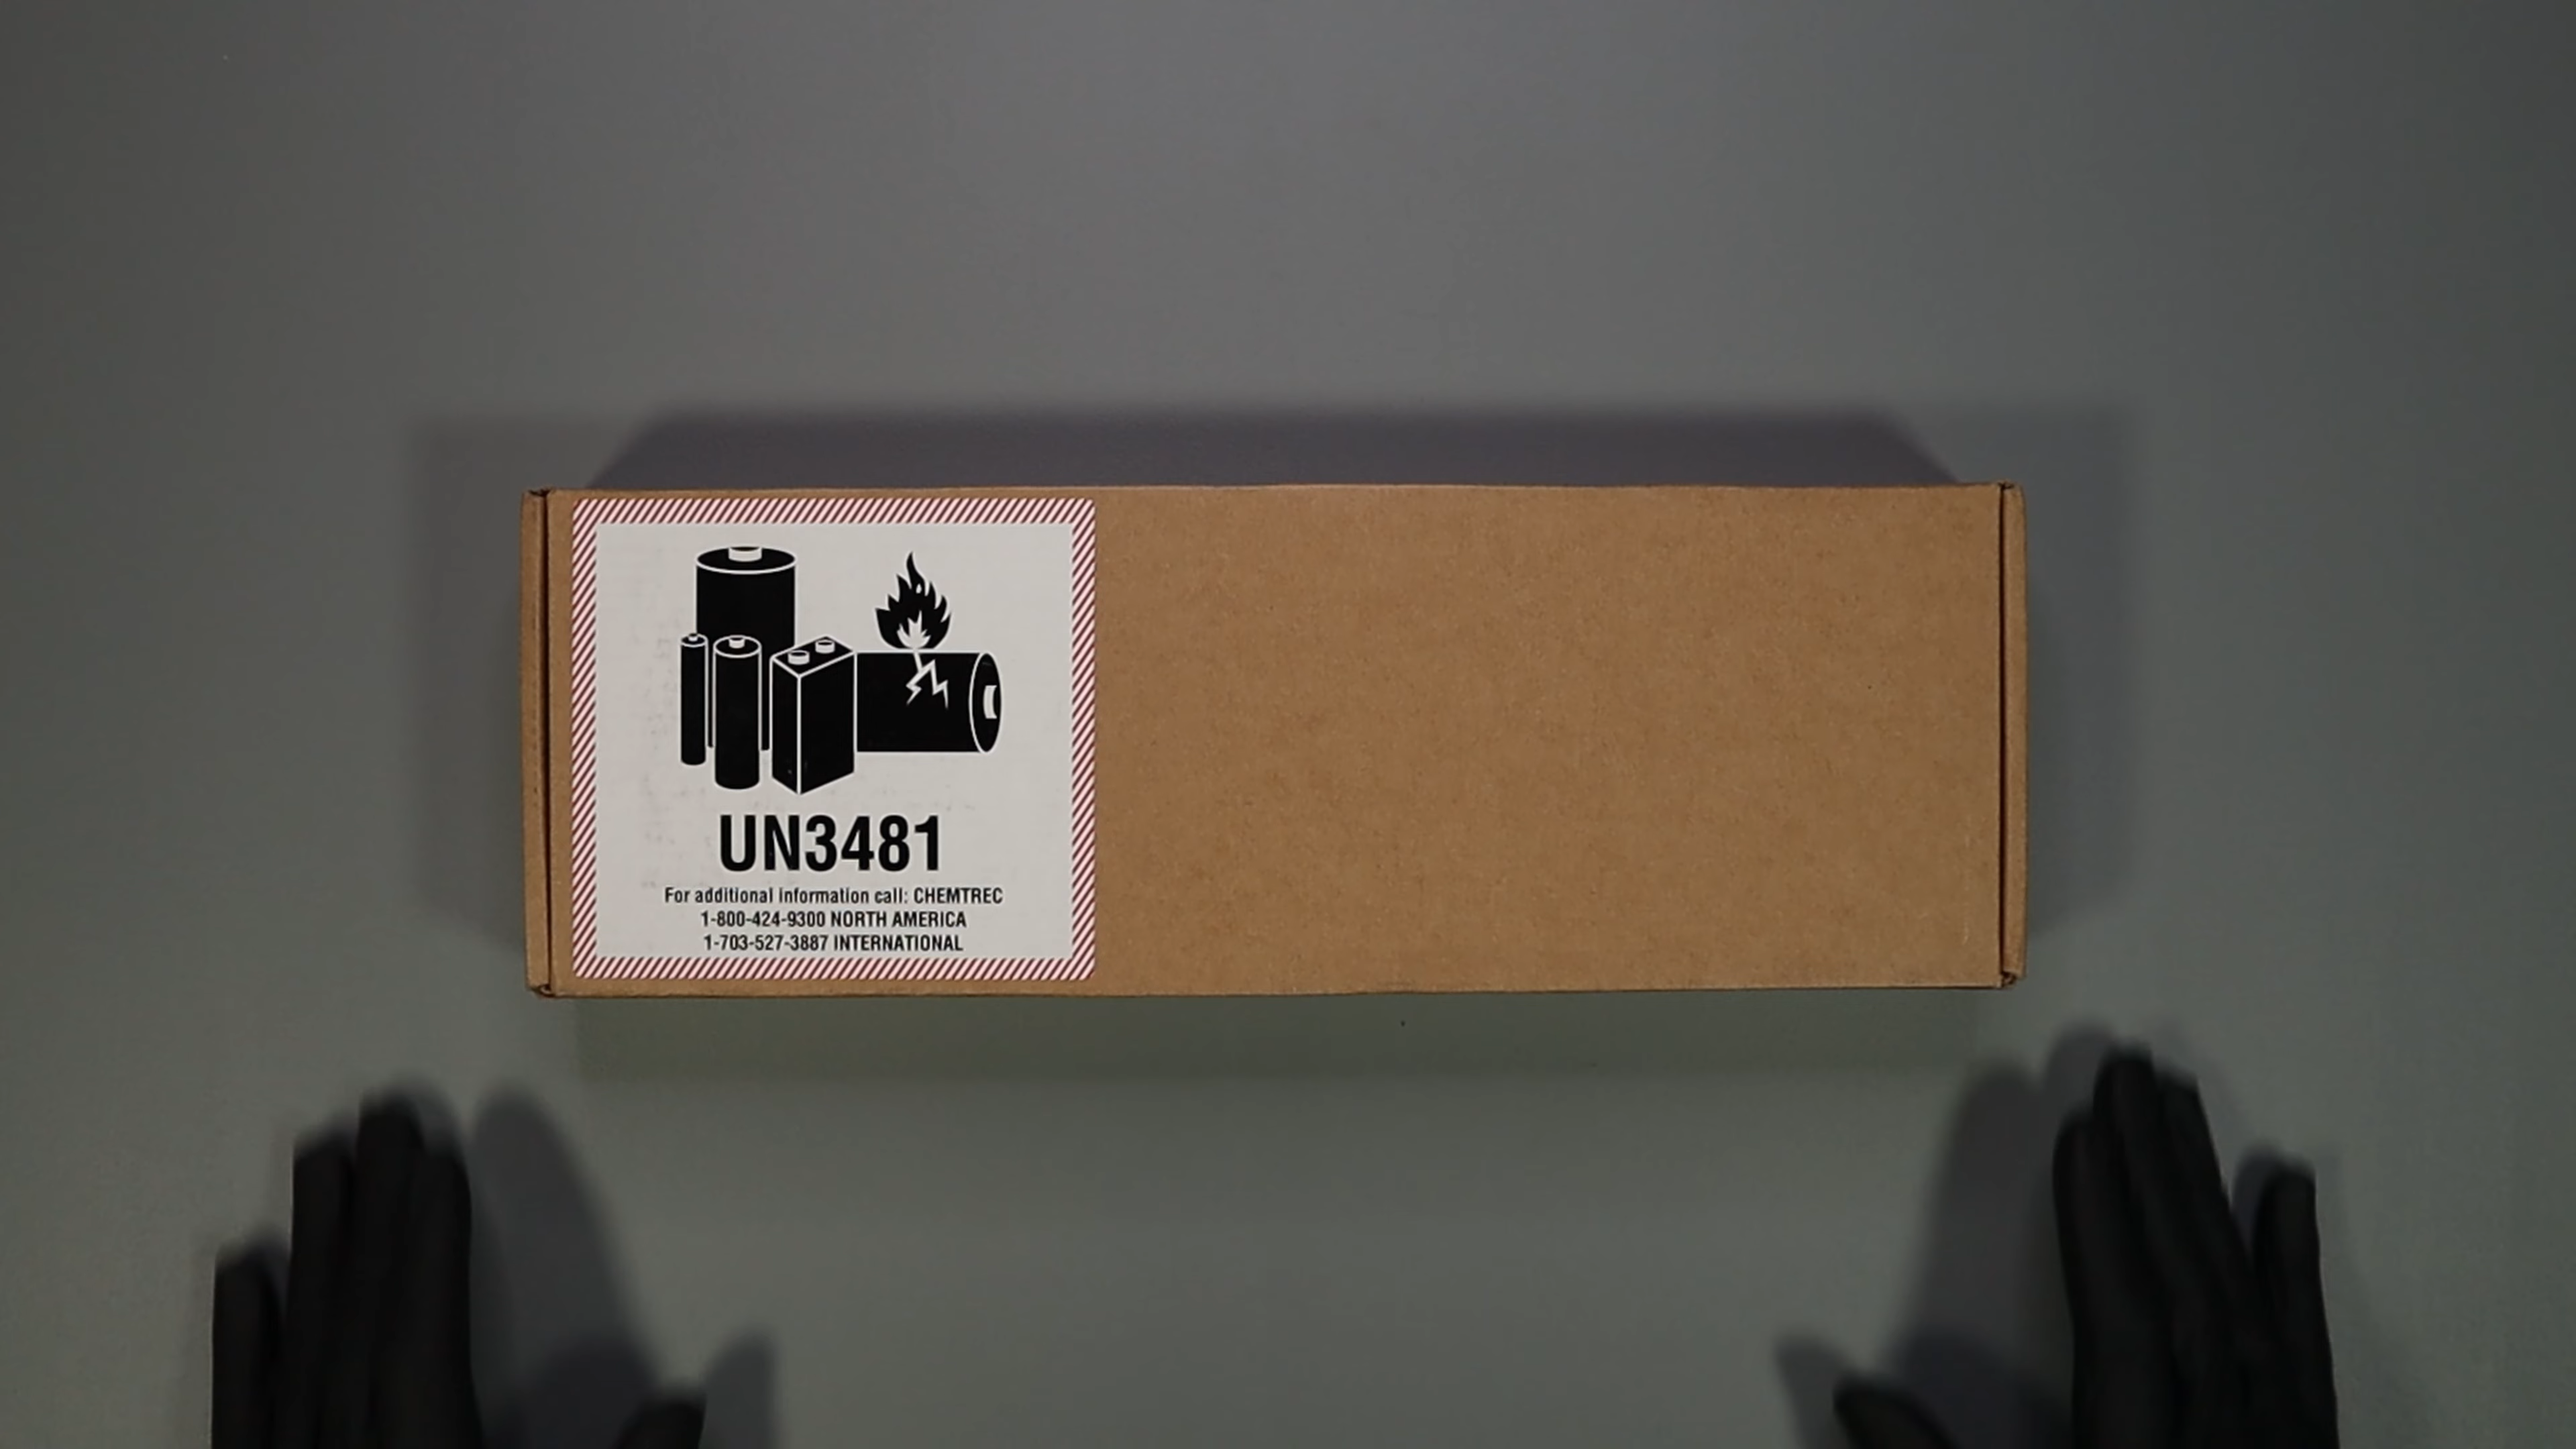 UN3481
For additional information call: CHEMTREC
1-800-424-9300 NORTH AMERICA
1-703-527-3887 INTERNATIONAL